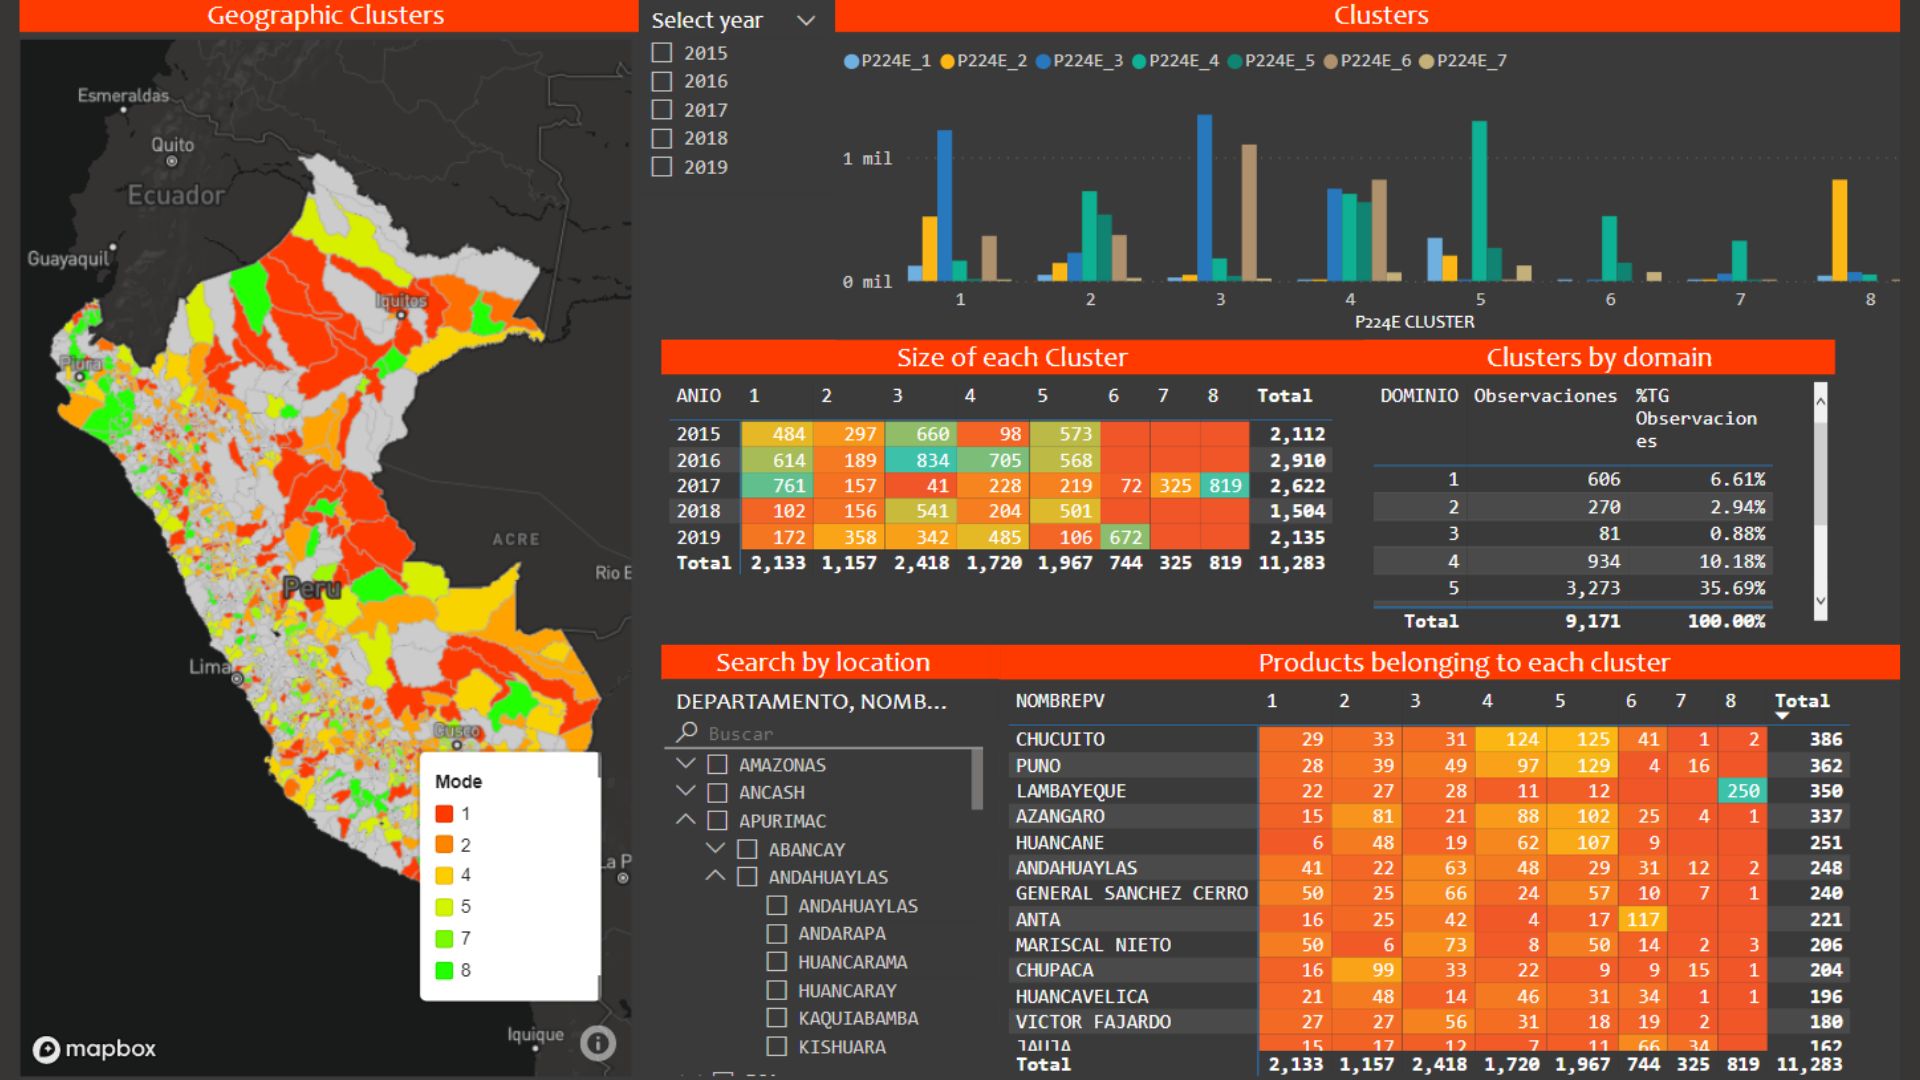 Geographic Clusters
Esmeraldas
Quito
Ecuador
Guayaquil
Iquitos
Piura
ACRE
Peru
Lima
Cusco
Iquique
Mode
1
2
4
5
7
8
mapbox
Select year
2015
2016
2017
2018
2019
Clusters
P224E_1 P224E_2 P224E_3 P224E_4 P224E_5 P224E_6 P224E_7
1 mil
0 mil
1 2 3 4 5 6 7 8
P224E CLUSTER
Size of each Cluster
ANIO 1 2 3 4 5 6 7 8 Total
2015 484 297 660 98 573 2,112
2016 614 189 834 705 568 2,910
2017 761 157 41 228 219 72 325 819 2,622
2018 102 156 541 204 501 1,504
2019 172 358 342 485 106 672 2,135
Total 2,133 1,157 2,418 1,720 1,967 744 325 819 11,283
Clusters by domain
DOMINIO Observaciones %TG
Observacion
es
1 606 6.61%
2 270 2.94%
3 81 0.88%
4 934 10.18%
5 3,273 35.69%
Total 9,171 100.00%
Search by location
DEPARTAMENTO, NOMB...
Buscar
AMAZONAS
ANCASH
APURIMAC
ABANCAY
ANDAHUAYLAS
ANDAHUAYLAS
ANDARAPA
HUANCARAMA
HUANCARAY
KAQUIABAMBA
KISHUARA
Products belonging to each cluster
NOMBREPV 1 2 3 4 5 6 7 8 Total
CHUCUITO 29 33 31 124 125 41 1 2 386
PUNO 28 39 49 97 129 4 16 362
LAMBAYEQUE 22 27 28 11 12 250 350
AZANGARO 15 81 21 88 102 25 4 1 337
HUANCANE 6 48 19 62 107 9 251
ANDAHUAYLAS 41 22 63 48 29 31 12 2 248
GENERAL SANCHEZ CERRO 50 25 66 24 57 10 7 1 240
ANTA 16 25 42 4 17 117 221
MARISCAL NIETO 50 6 73 8 50 14 2 3 206
CHUPACA 16 99 33 22 9 9 15 1 204
HUANCAVELICA 21 48 14 46 31 34 1 1 196
VICTOR FAJARDO 27 27 56 31 18 19 2 180
JAUJA 15 17 12 7 11 66 34 162
Total 2,133 1,157 2,418 1,720 1,967 744 325 819 11,283